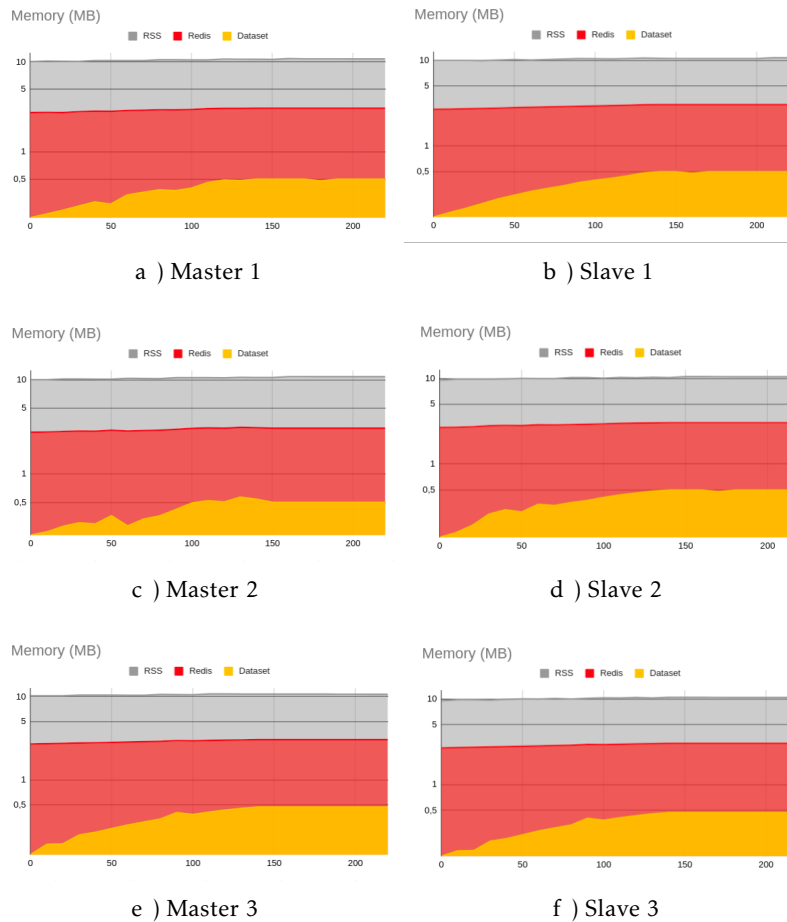 Memory (MB)
RSS Redis Dataset
10
5
1
0,5
0 50 100 150 200
a ) Master 1
Memory (MB)
RSS Redis Dataset
10
5
1
0,5
0 50 100 150 200
b ) Slave 1
Memory (MB)
RSS Redis Dataset
10
5
1
0,5
0 50 100 150 200
c ) Master 2
Memory (MB)
RSS Redis Dataset
10
5
1
0,5
0 50 100 150 200
d ) Slave 2
Memory (MB)
RSS Redis Dataset
10
5
1
0,5
0 50 100 150 200
e ) Master 3
Memory (MB)
RSS Redis Dataset
10
5
1
0,5
0 50 100 150 200
f ) Slave 3